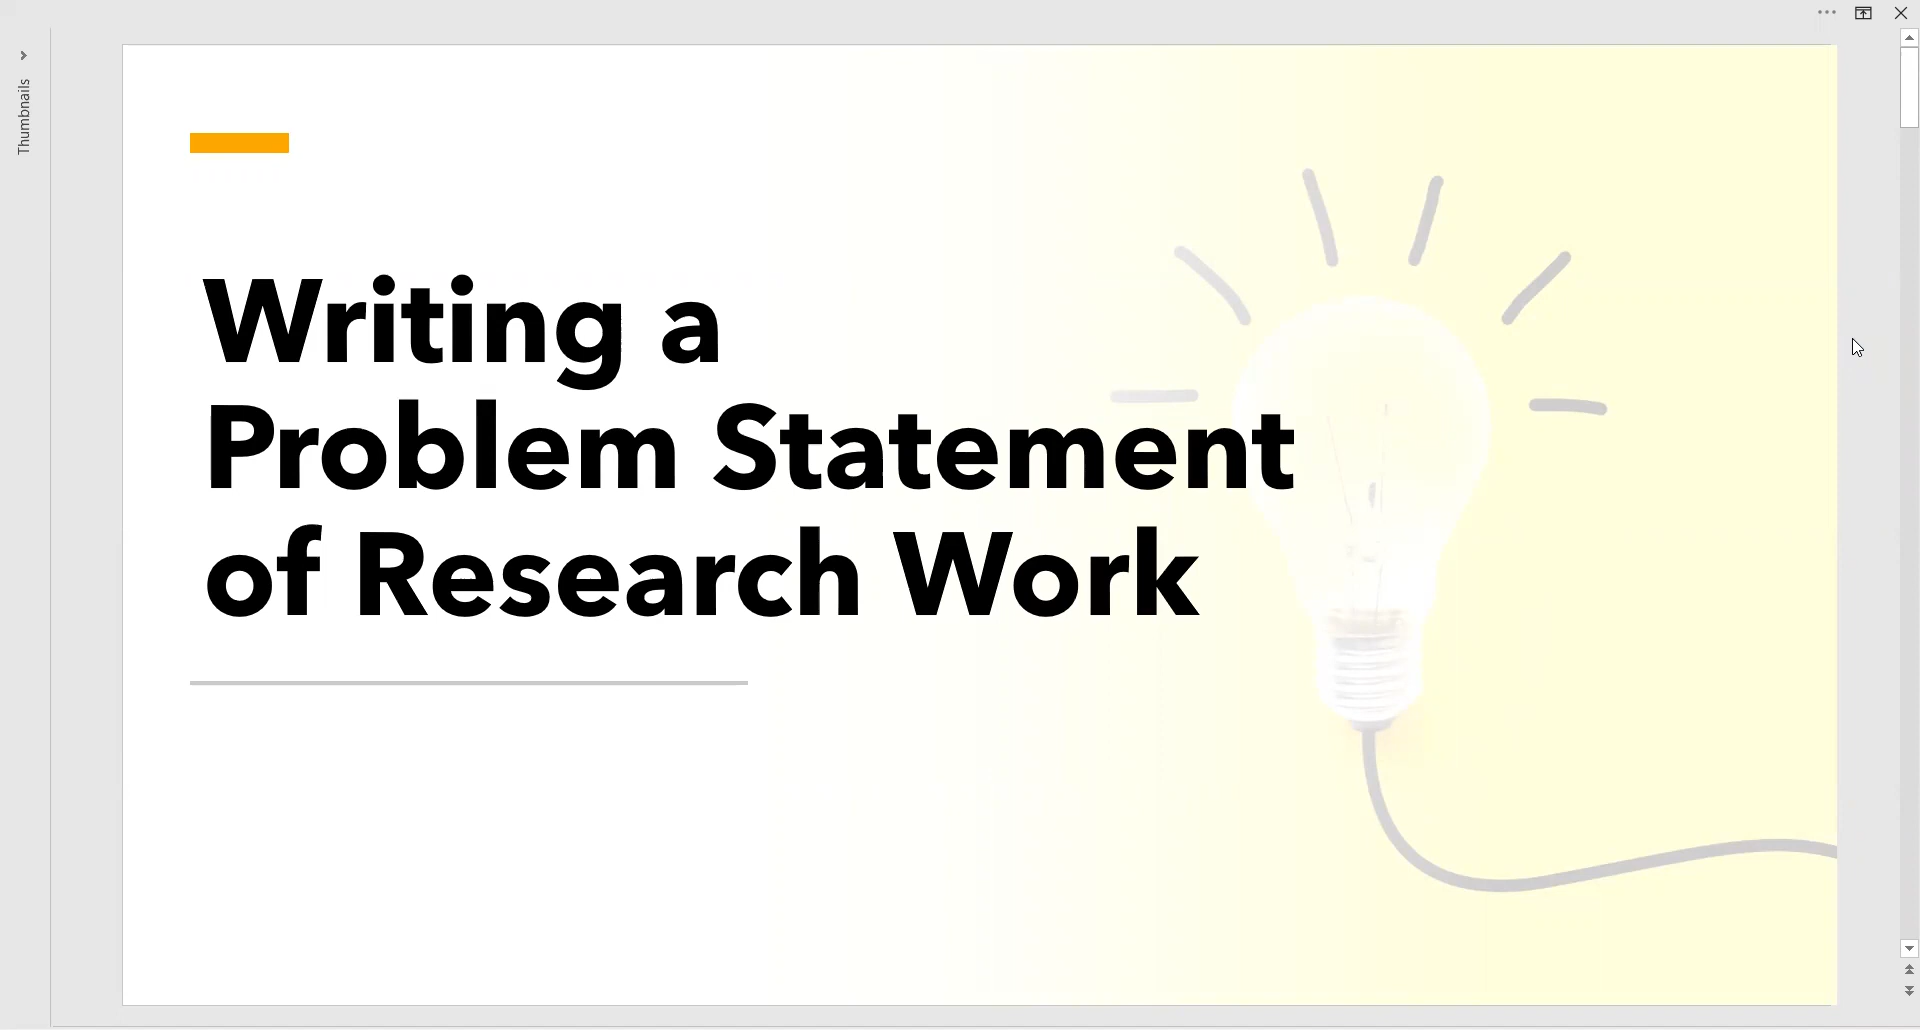 Thumbnails
Writing a
Problem Statement
of Research Work